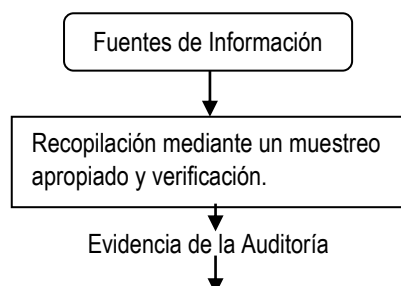 Fuentes de Información
Recopilación mediante un muestreo
apropiado y verificación.
Evidencia de la Auditoría